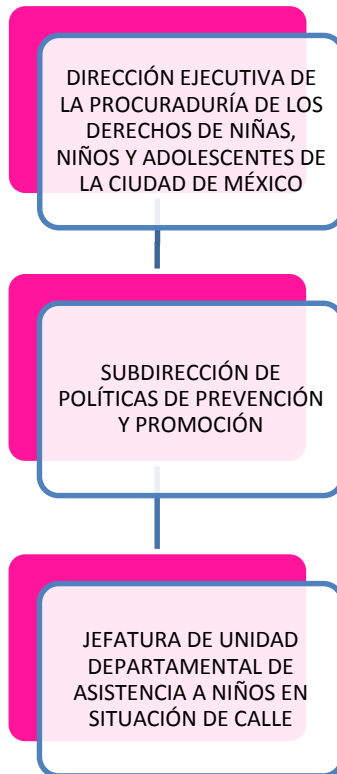 DIRECCIÓN EJECUTIVA DE
LA PROCURADURÍA DE LOS
DERECHOS DE NIÑAS,
NIÑOS Y ADOLESCENTES DE
LA CIUDAD DE MÉXICO
SUBDIRECCIÓN DE
POLÍTICAS DE PREVENCIÓN
Y PROMOCIÓN
JEFATURA DE UNIDAD
DEPARTAMENTAL DE
ASISTENCIA A NIÑOS EN
SITUACIÓN DE CALLE